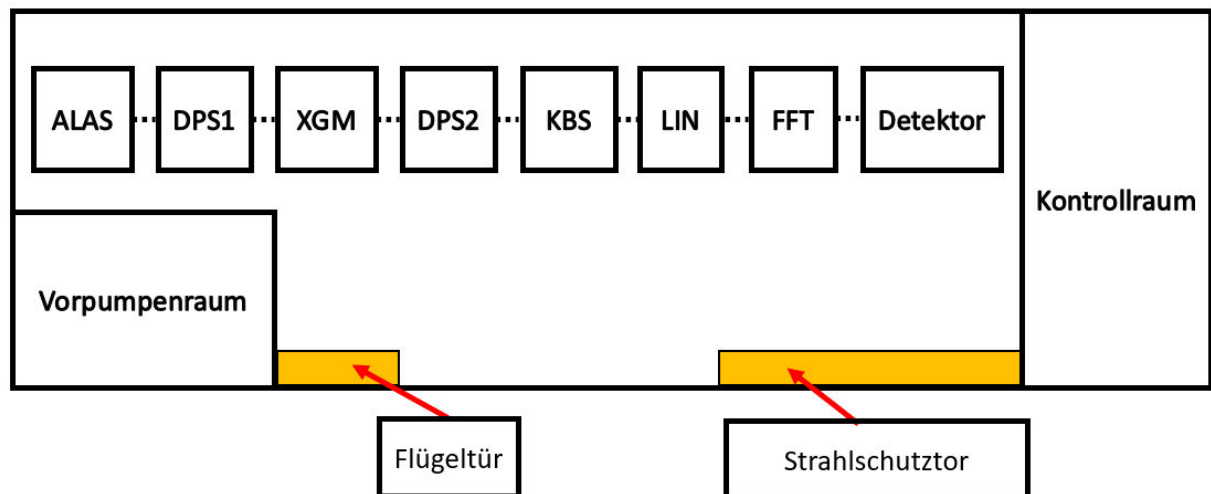 ALAS DPS1 XGM DPS2 KBS LIN FFT Detektor
Kontrollraum
Vorpumpenraum
Flügeltür
Strahlschutztor